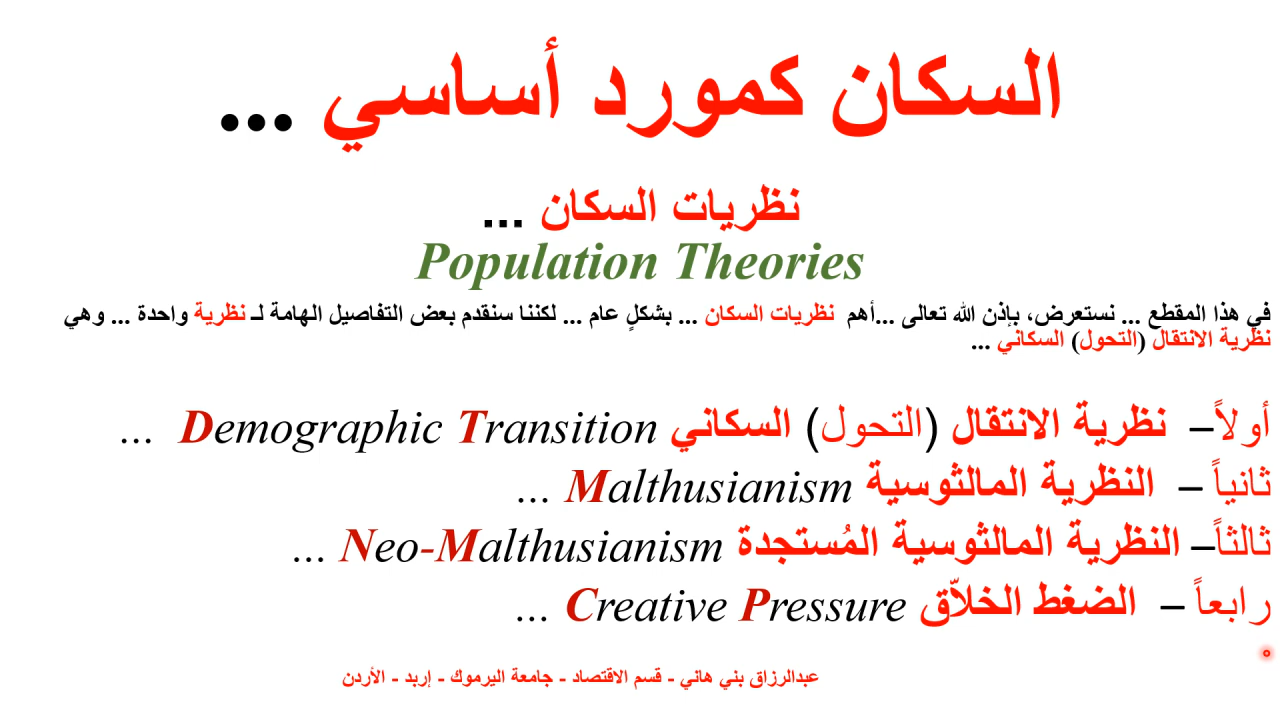 السكان كمورد أساسي ...
نظريات السكان ...
Population Theories
في هذا المقطع ... نستعرض، بإذن الله تعالى ...أهم نظريات السكان ... بشكلٍ عام ... لكننا سنقدم بعض التفاصيل الهامة لـ نظرية واحدة ... وهي
نظرية الانتقال (التحول) السكاني ...
أولاً– نظرية الانتقال (التحول) السكاني Demographic Transition ...
ثانياً – النظرية المالثوسية Malthusianism ...
ثالثاً– النظرية المالثوسية المُستجدة Neo-Malthusianism ...
رابعاً – الضغط الخلاّق Creative Pressure ...
عبدالرزاق بني هاني - قسم الاقتصاد - جامعة اليرموك - إربد - الأردن